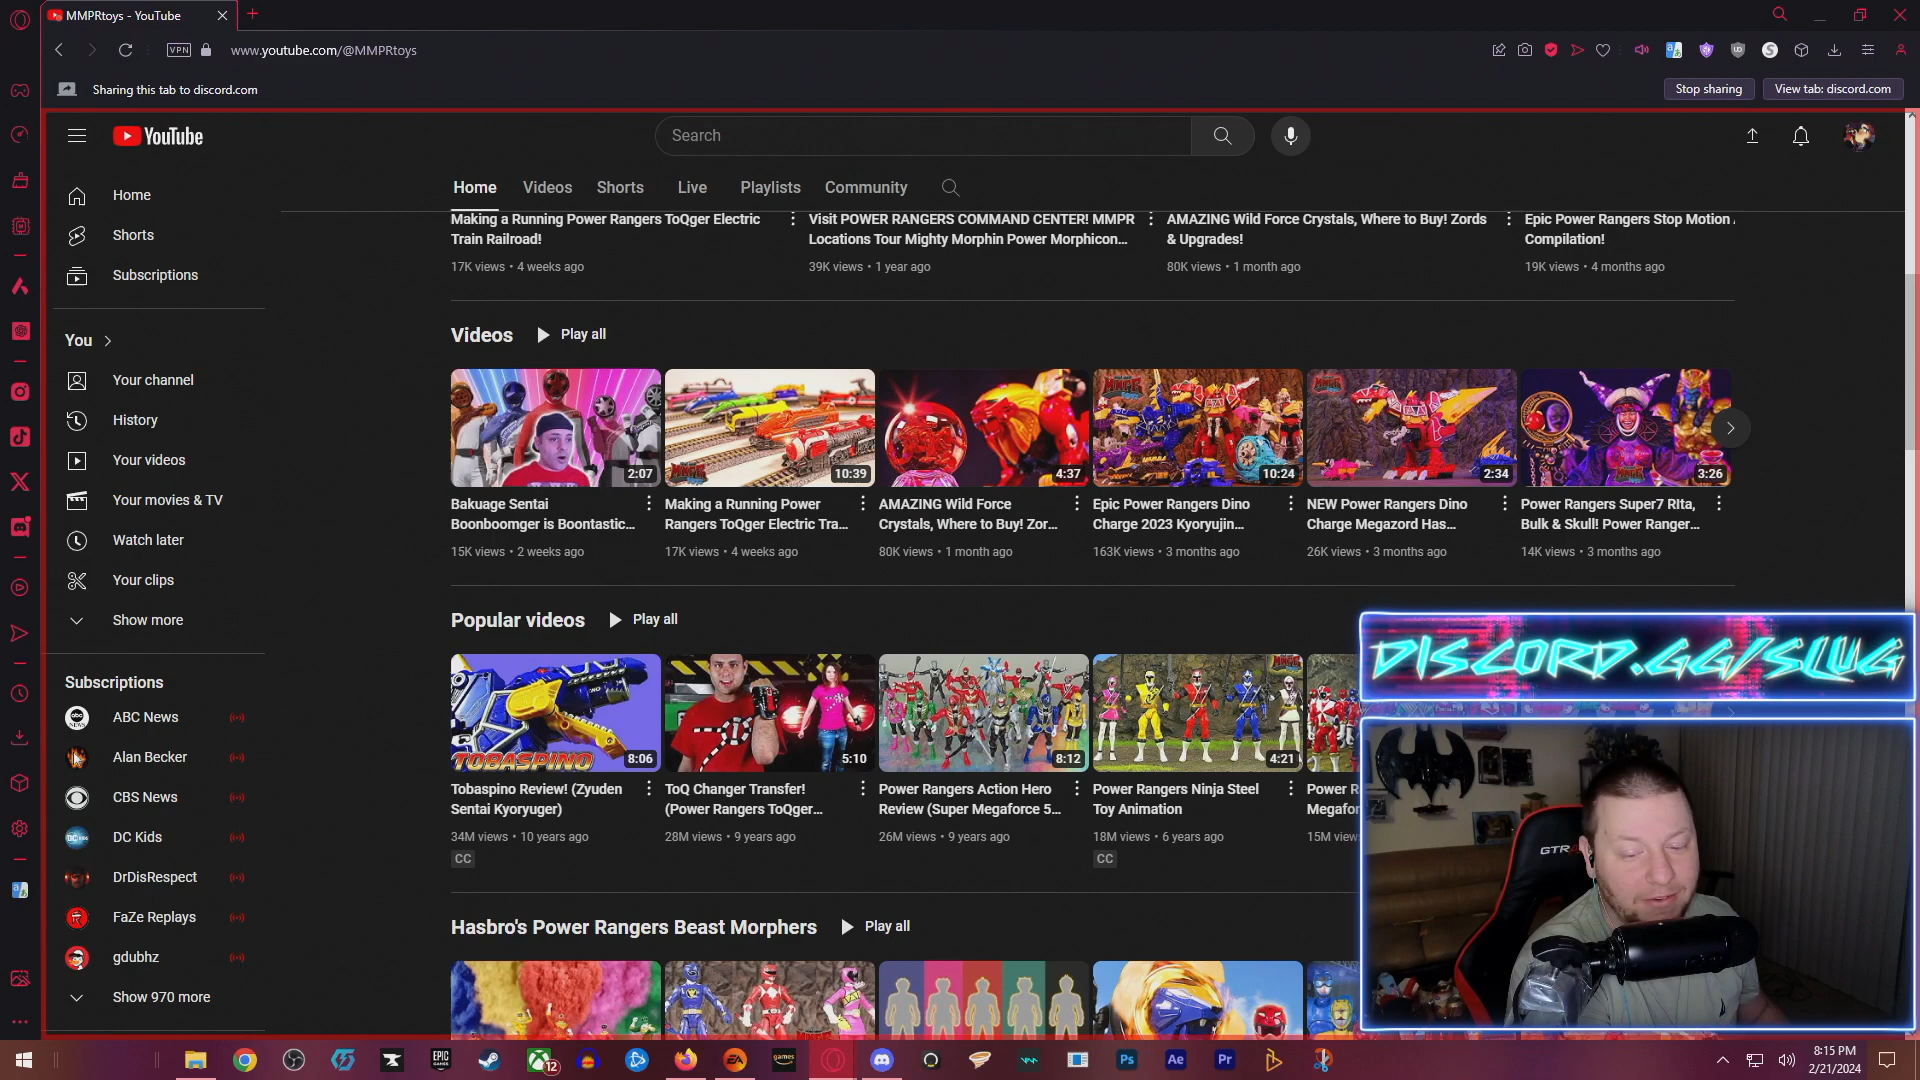 MMPRtoys - YouTube
VPN
www.youtube.com/@MMPRtoys
Sharing this tab to discord.com
Stop sharing
View tab: discord.com
YouTube
Search
Home
Videos
Shorts
Live
Playlists
Community
Home
Shorts
Subscriptions
You
Your channel
History
Your videos
Your movies & TV
Watch later
Your clips
Show more
Subscriptions
ABC News
Alan Becker
CBS News
DC Kids
DrDisRespect
FaZe Replays
gdubhz
Show 970 more
Making a Running Power Rangers ToQger Electric
Train Railroad!
17K views • 4 weeks ago
Visit POWER RANGERS COMMAND CENTER! MMPR
Locations Tour Mighty Morphin Power Morphicon...
39K views • 1 year ago
AMAZING Wild Force Crystals, Where to Buy! Zords
& Upgrades!
80K views • 1 month ago
Epic Power Rangers Stop Motion
Compilation!
19K views • 4 months ago
Videos
Play all
2:07
Bakuage Sentai
Boonboomger is Boontastic...
15K views • 2 weeks ago
10:39
Making a Running Power
Rangers ToQger Electric Tra...
17K views • 4 weeks ago
4:37
AMAZING Wild Force
Crystals, Where to Buy! Zor...
80K views • 1 month ago
10:24
Epic Power Rangers Dino
Charge 2023 Kyoryujin...
163K views • 3 months ago
2:34
NEW Power Rangers Dino
Charge Megazord Has...
26K views • 3 months ago
3:26
Power Rangers Super7 RIta,
Bulk & Skull! Power Ranger...
14K views • 3 months ago
Popular videos
Play all
TOBASPINO
8:06
Tobaspino Review! (Zyuden
Sentai Kyoryuger)
34M views • 10 years ago
CC
5:10
ToQ Changer Transfer!
(Power Rangers ToQger...
28M views • 9 years ago
8:12
Power Rangers Action Hero
Review (Super Megaforce 5...
26M views • 9 years ago
4:21
Power Rangers Ninja Steel
Toy Animation
18M views • 6 years ago
CC
Power R
Megafor
15M view
Hasbro's Power Rangers Beast Morphers
Play all
DISCORD.GG/SLUG
GTR
12
EPIC
GAMES
EA
games
Ps
Ae
Pr
8:15 PM
2/21/2024